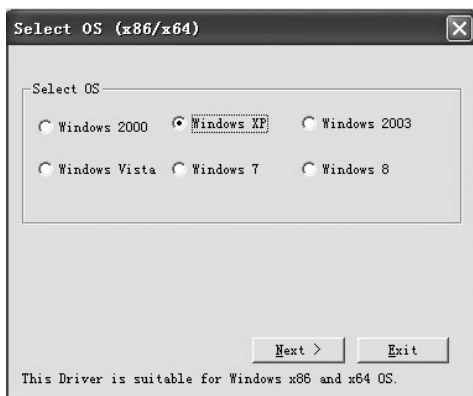 Select OS (x86/x64)
Select OS
Windows 2000 Windows XP Windows 2003
Windows Vista Windows 7 Windows 8
Next > Exit
This Driver is suitable for Windows x86 and x64 OS.